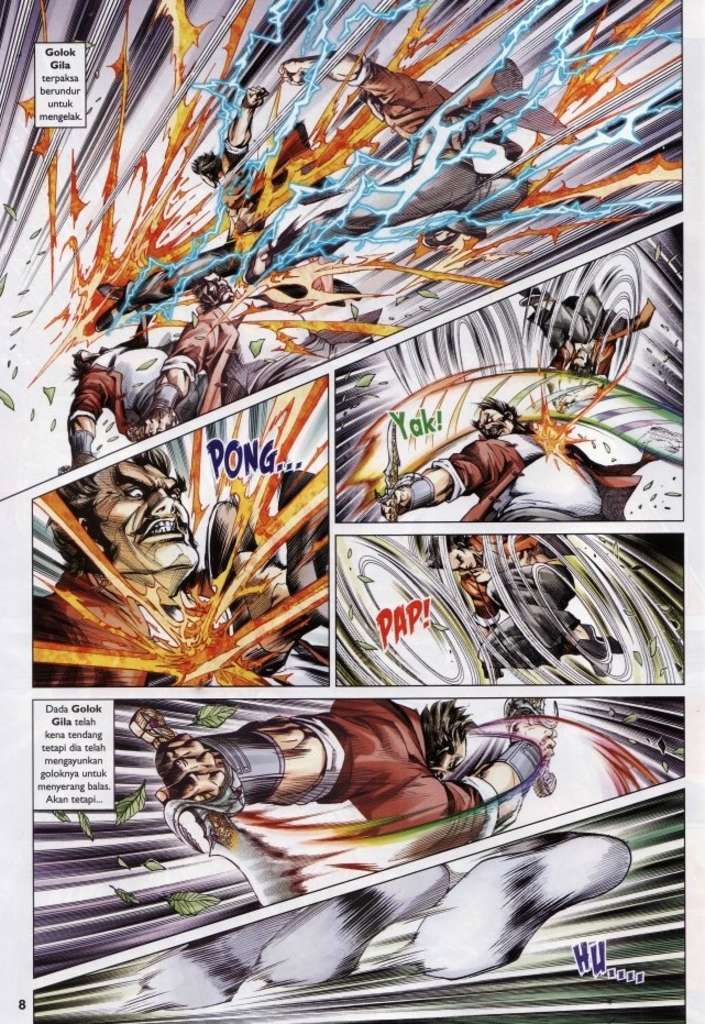 Golok
Gila
terpaksa
berundur
untuk
mengelak.
Yak!
PONG...
PAP!
Dada Golok
Gila telah
kena tendang
tetapi dia telah
mengayunkan
goloknya untuk
menyerang balas.
Akan tetapi...
HU.....
8